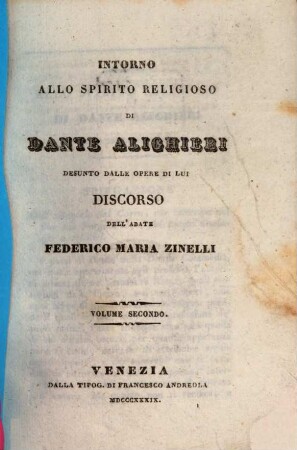 INTORNO
ALLO SPIRITO RELIGIOSO
DI
DANTE ALIGHIERI
DESUNTO DALLE OPERE DI LUI
DISCORSO
DELL'ABATE
FEDERICO MARIA ZINELLI
VOLUME SECONDO.
VENEZIA
DALLA TIPOG. DI FRANCESCO ANDREOLA
MDCCCXXXIX.